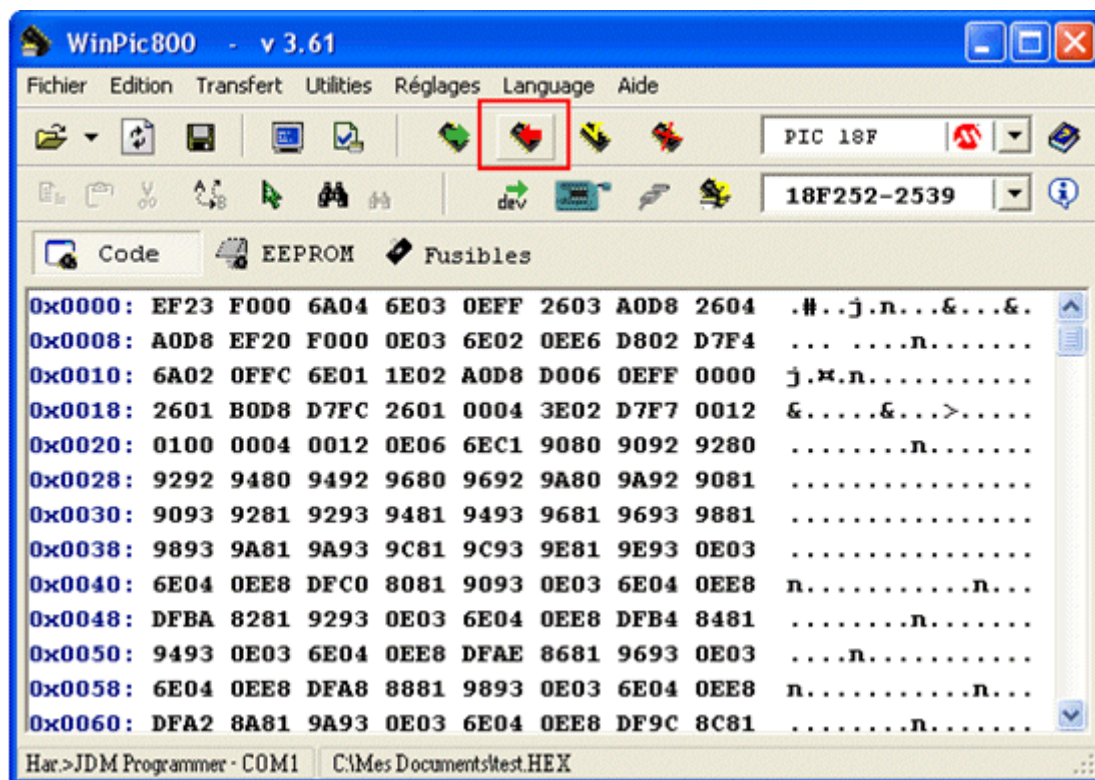 WinPic800 - v 3.61
Fichier Edition Transfert Utilities Réglages Language Aide
PIC 18F
dev
18F252-2539
Code EEPROM Fusibles
0x0000: EF23 F000 6A04 6E03 0EFF 2603 A0D8 2604 .#..j.n...&...&.
0x0008: A0D8 EF20 F000 0E03 6E02 0EE6 D802 D7F4 ... ....n.......
0x0010: 6A02 0FFC 6E01 1E02 A0D8 D006 0EFF 0000 j.¤.n...........
0x0018: 2601 B0D8 D7FC 2601 0004 3E02 D7F7 0012 &.....&...>.....
0x0020: 0100 0004 0012 0E06 6EC1 9080 9092 9280 ........n.......
0x0028: 9292 9480 9492 9680 9692 9A80 9A92 9081 ................
0x0030: 9093 9281 9293 9481 9493 9681 9693 9881 ................
0x0038: 9893 9A81 9A93 9C81 9C93 9E81 9E93 0E03 ................
0x0040: 6E04 0EE8 DFC0 8081 9093 0E03 6E04 0EE8 n...........n...
0x0048: DFBA 8281 9293 0E03 6E04 0EE8 DFB4 8481 ........n.......
0x0050: 9493 0E03 6E04 0EE8 DFAE 8681 9693 0E03 ....n...........
0x0058: 6E04 0EE8 DFA8 8881 9893 0E03 6E04 0EE8 n...........n...
0x0060: DFA2 8A81 9A93 0E03 6E04 0EE8 DF9C 8C81 ........n.......
Har.>JDM Programmer - COM1 C:\Mes Documents\test.HEX